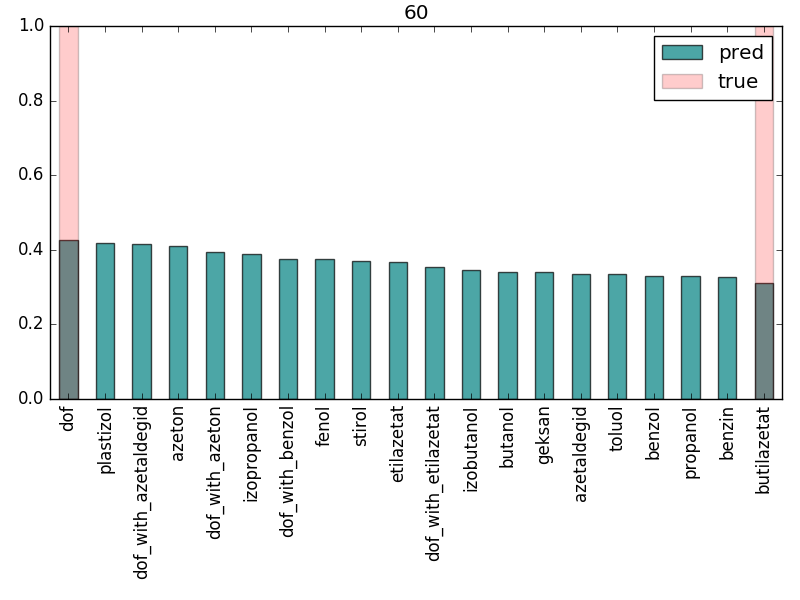 60
1.0
0.8
0.6
0.4
0.2
0.0
pred
true
dof
plastizol
dof_with_azetaldegid
azeton
dof_with_azeton
izopropanol
dof_with_benzol
fenol
stirol
etilazetat
dof_with_etilazetat
izobutanol
butanol
geksan
azetaldegid
toluol
benzol
propanol
benzin
butilazetat